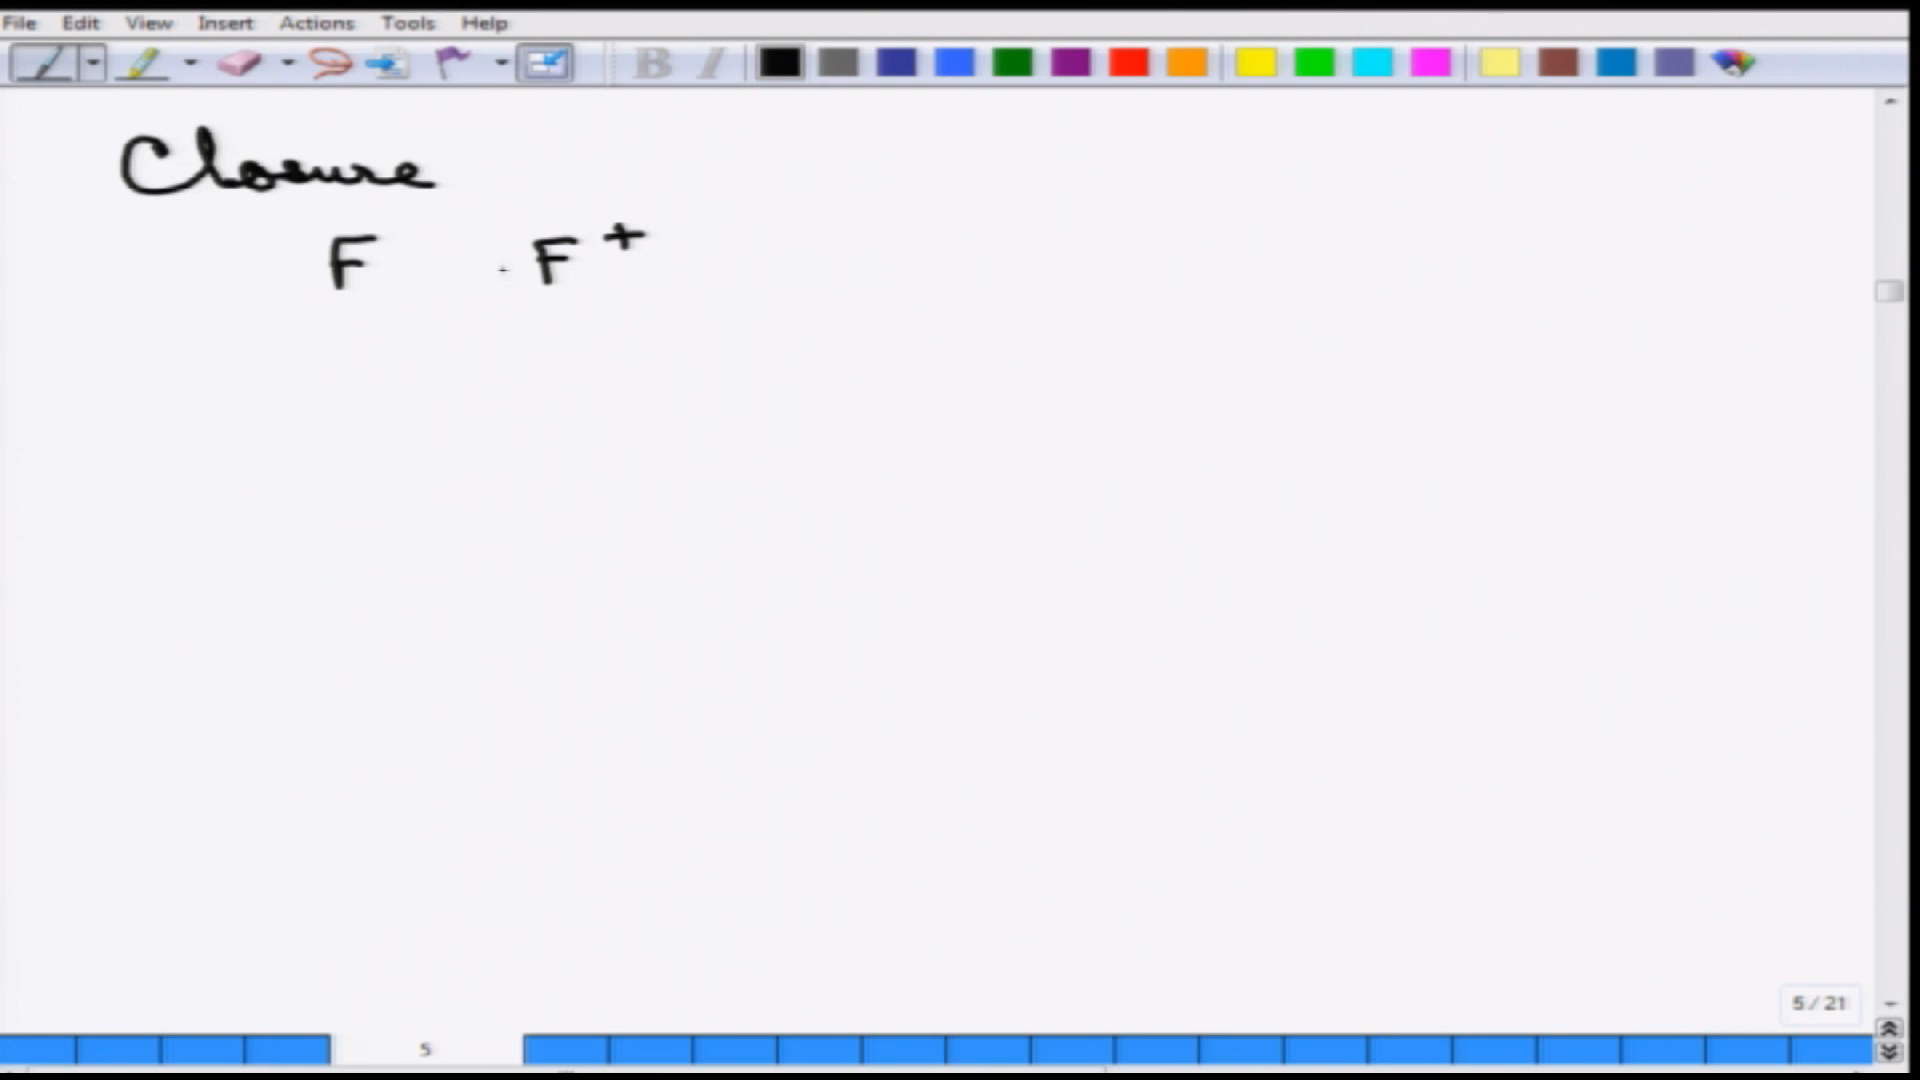 File Edit View Insert Actions Tools Help
B I
Closure
F F+
5 / 21
5